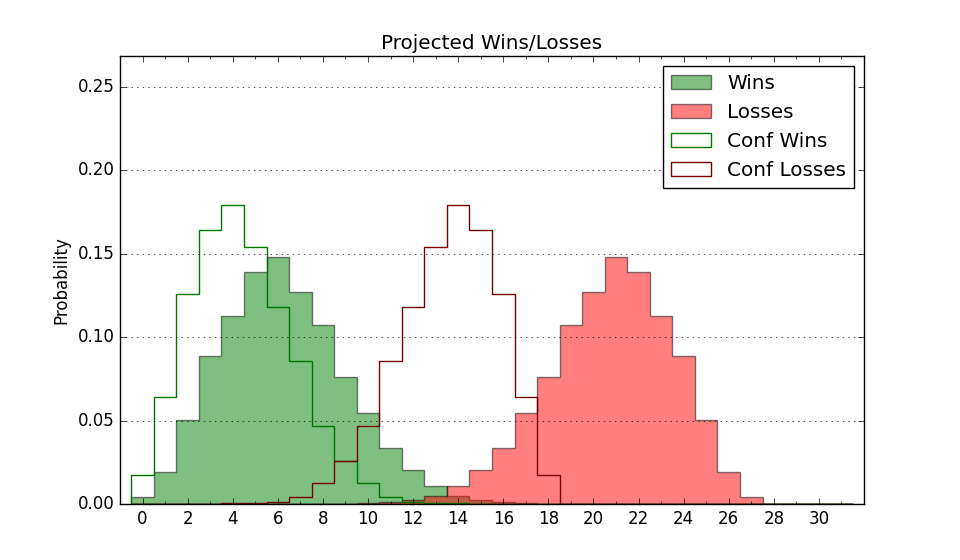 Projected Wins/Losses
0.25
0.20
0.15
0.10
0.05
0.00
Probability
Wins
Losses
Conf Wins
Conf Losses
0 2 4 6 8 10 12 14 16 18 20 22 24 26 28 30